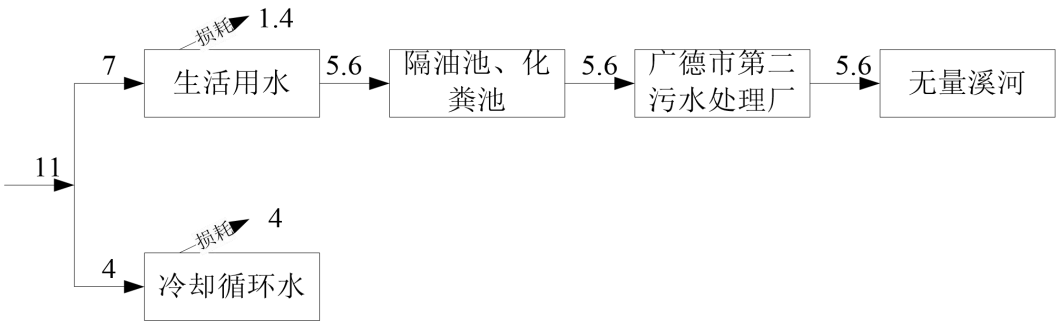 损耗 1.4
7 生活用水 5.6 隔油池、化
粪池 5.6 广德市第二
污水处理厂 5.6 无量溪河
11
损耗 4
4 冷却循环水